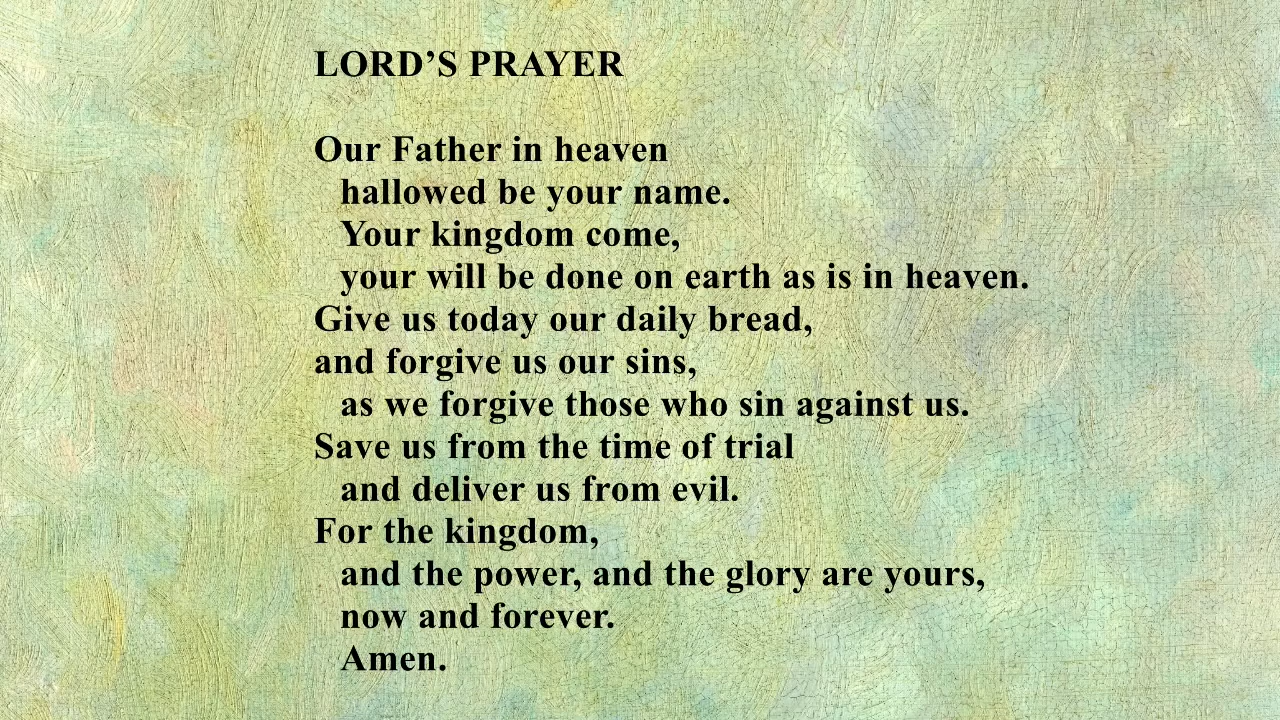 LORD’S PRAYER
Our Father in heaven
hallowed be your name.
Your kingdom come,
your will be done on earth as is in heaven.
Give us today our daily bread,
and forgive us our sins,
as we forgive those who sin against us.
Save us from the time of trial
and deliver us from evil.
For the kingdom,
and the power, and the glory are yours,
now and forever.
Amen.